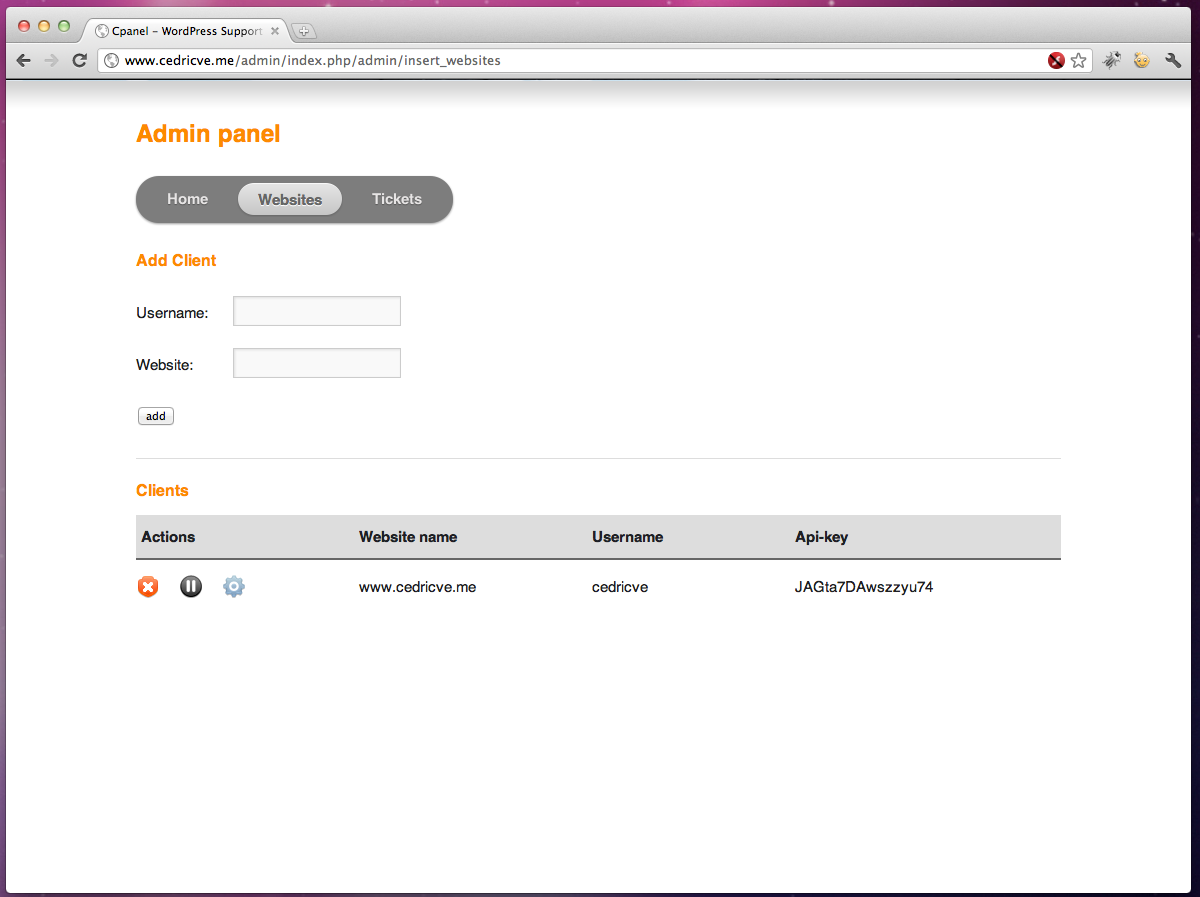 Cpanel – WordPress Support
www.cedricve.me/admin/index.php/admin/insert_websites
Admin panel
Home Websites Tickets
Add Client
Username:
Website:
add
Clients
Actions Website name Username Api-key
www.cedricve.me cedricve JAGta7DAwszzyu74